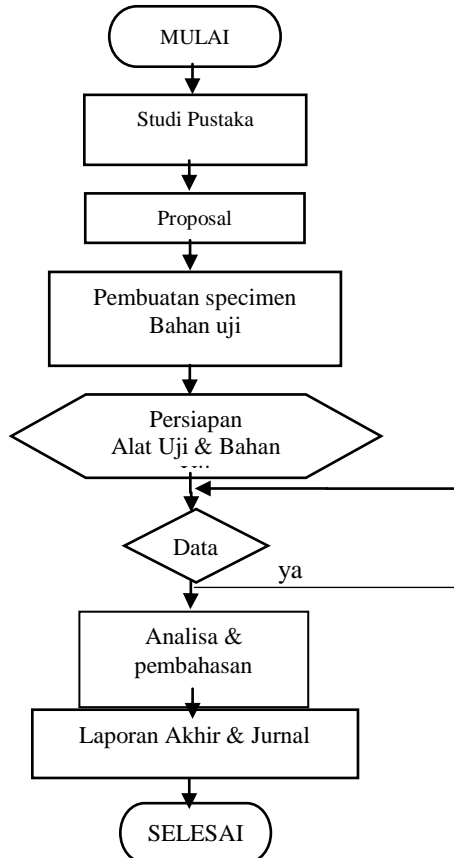 MULAI
Studi Pustaka
Proposal
Pembuatan specimen
Bahan uji
Persiapan
Alat Uji & Bahan
Data
ya
Analisa &
pembahasan
Laporan Akhir & Jurnal
SELESAI